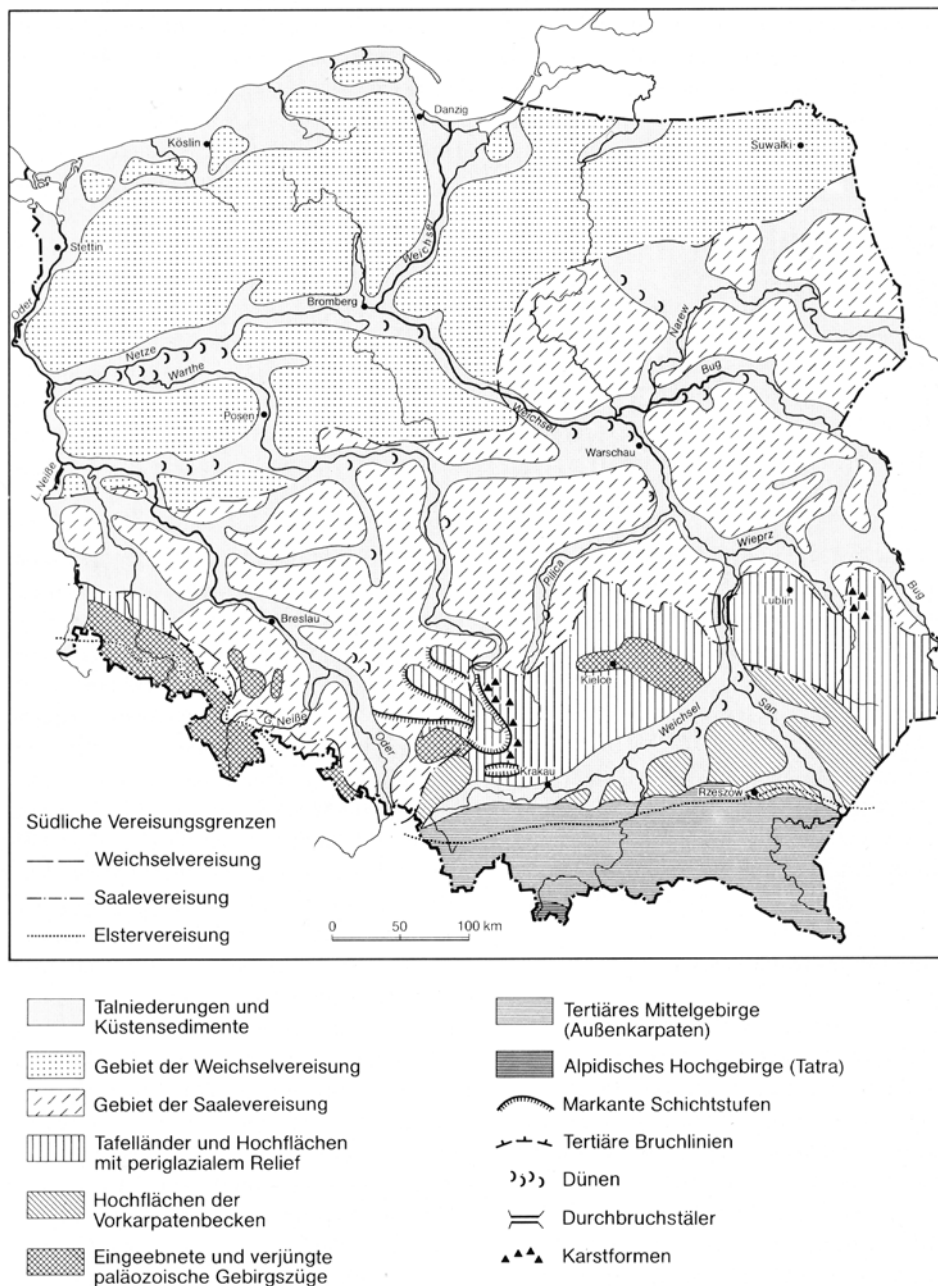 Danzig
Köslin
Suwalki
Stettin
Weichsel
Oder
Bromberg
Narew
Netze
Warthe
Bug
Posen
Weichsel
Warschau
L. Neiße
Wieprz
Pilica
Bug
Lublin
Breslau
Kielce
G. Neiße
Oder
Weichsel
San
Krakau
Rzeszów
Südliche Vereisungsgrenzen
Weichselvereisung
Saalevereisung
Elstervereisung
0 50 100 km
Talniederungen und
Küstensedimente
Gebiet der Weichselvereisung
Gebiet der Saalevereisung
Tafelländer und Hochflächen
mit periglazialem Relief
Hochflächen der
Vorkarpatenbecken
Eingeebnete und verjüngte
paläozoische Gebirgszüge
Tertiäres Mittelgebirge
(Außenkarpaten)
Alpidisches Hochgebirge (Tatra)
Markante Schichtstufen
Tertiäre Bruchlinien
Dünen
Durchbruchstäler
Karstformen